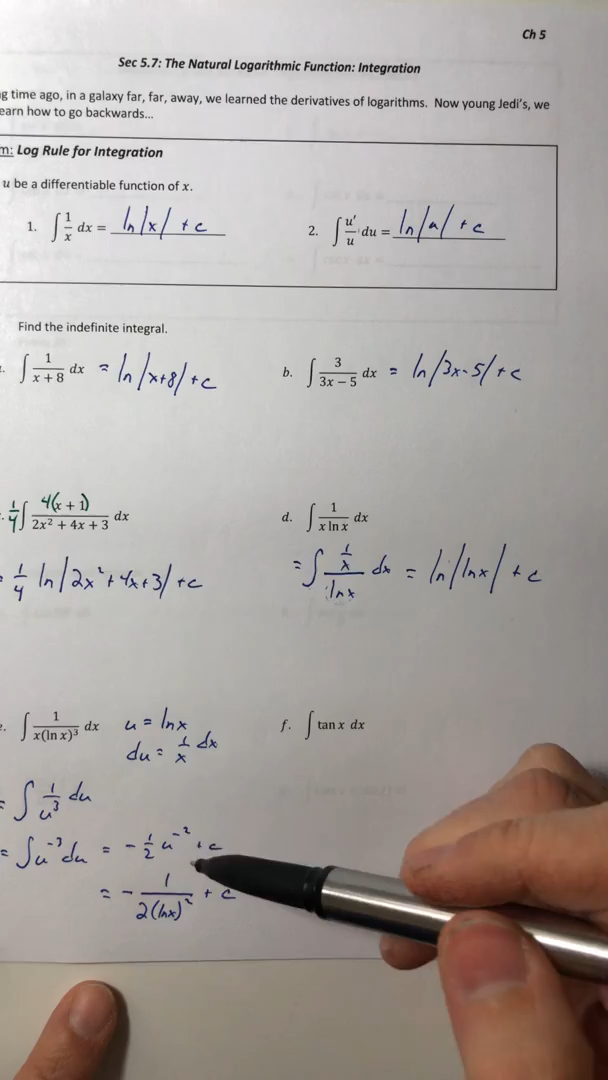 Ch 5
Sec 5.7: The Natural Logarithmic Function: Integration
g time ago, in a galaxy far, far, away, we learned the derivatives of logarithms. Now young Jedi's, we
earn how to go backwards...
m: Log Rule for Integration
u be a differentiable function of x.
1. ∫ 1/x dx = ln|x| + c
2. ∫ u'/u du = ln|u| + c
Find the indefinite integral.
. ∫ 1/(x + 8) dx = ln|x+8| + c
b. ∫ 3/(3x − 5) dx = ln|3x-5| + c
. 1/4 ∫ 4(x + 1)/(2x² + 4x + 3) dx
= 1/4 ln|2x² + 4x + 3| + c
d. ∫ 1/(x ln x) dx
= ∫ (1/x)/(ln x) dx = ln|lnx| + c
e. ∫ 1/(x(ln x)³) dx
u = lnx
du = 1/x dx
= ∫ 1/u³ du
= ∫ u⁻³ du = - 1/2 u⁻² + c
= - 1/(2(lnx)²) + c
f. ∫ tan x dx